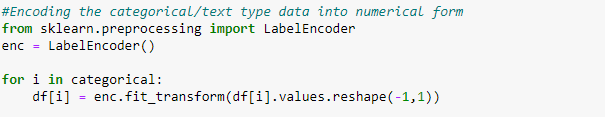 #Encoding the categorical/text type data into numerical form
from sklearn.preprocessing import LabelEncoder
enc = LabelEncoder()
for i in categorical:
    df[i] = enc.fit_transform(df[i].values.reshape(-1,1))